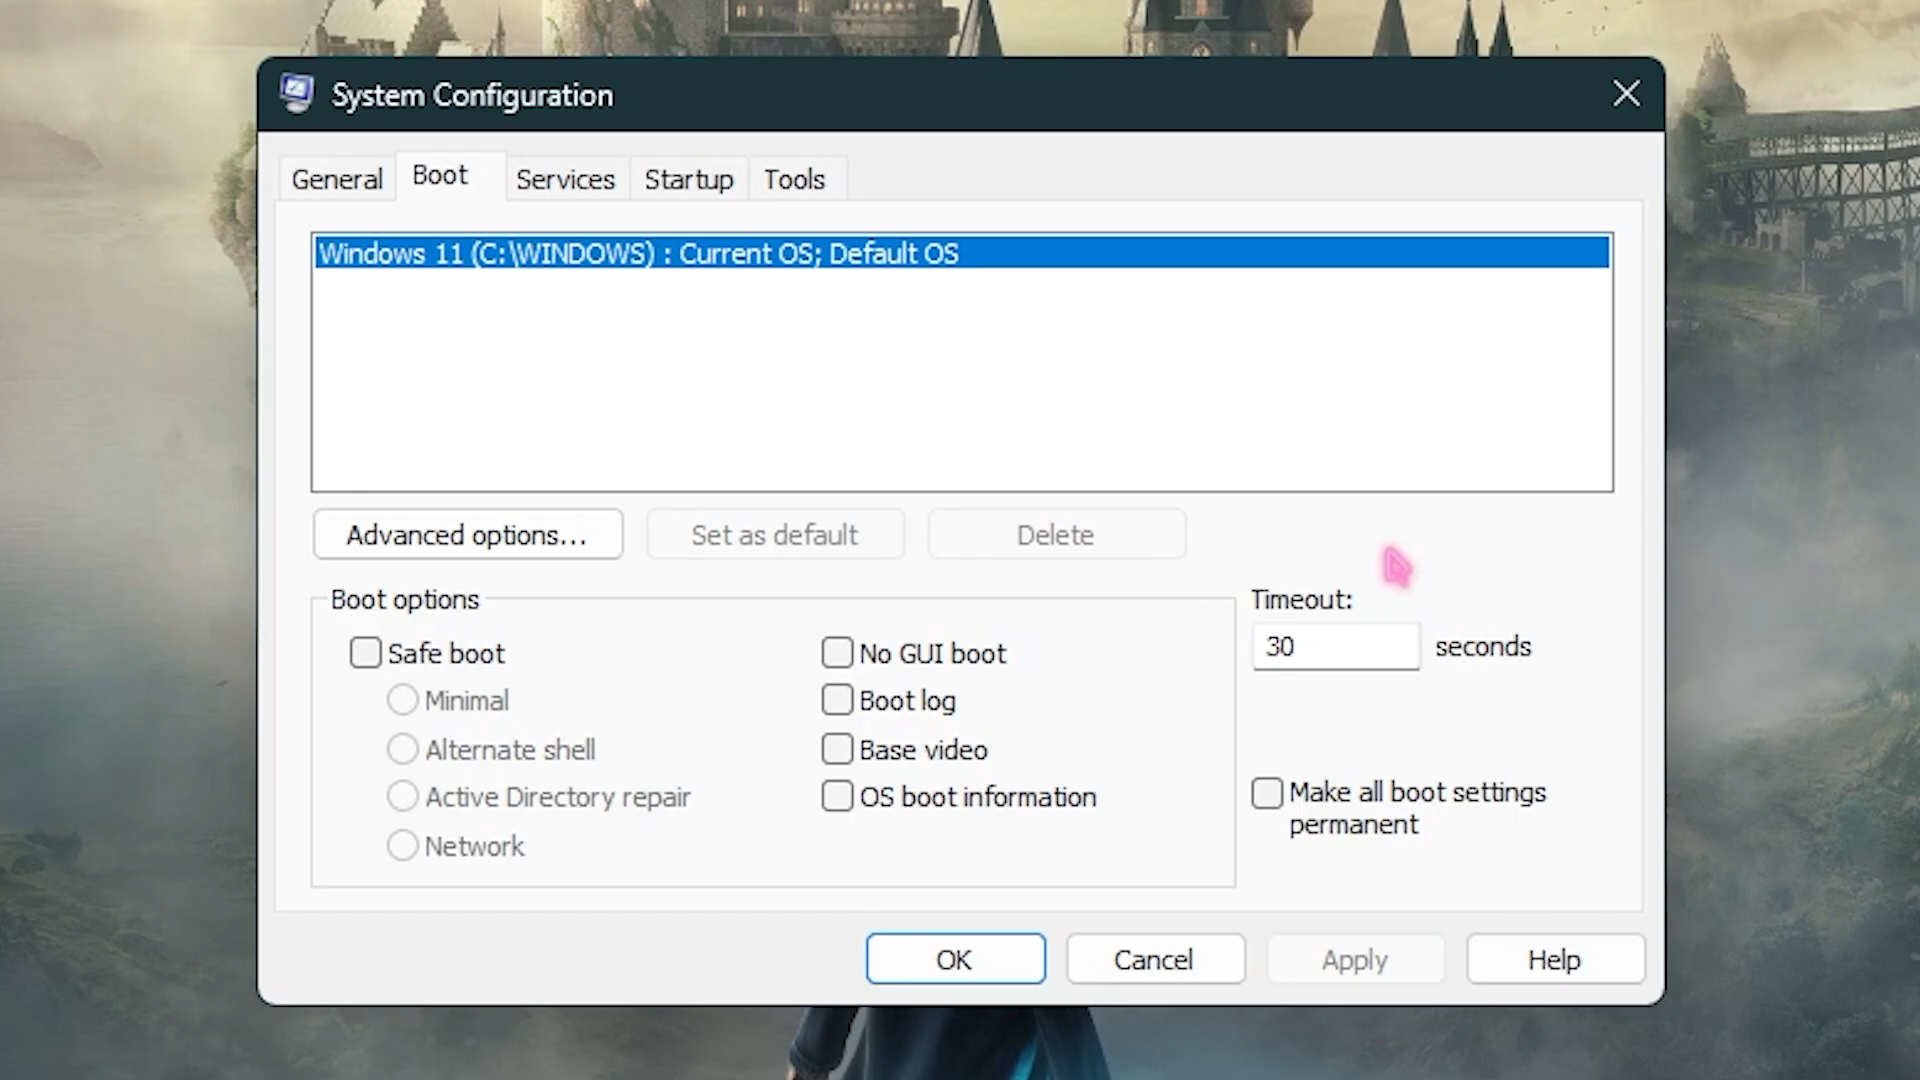 System Configuration
General Boot Services Startup Tools
Windows 11 (C:\WINDOWS) : Current OS; Default OS
Advanced options... Set as default Delete
Boot options Timeout:
30 seconds
Safe boot No GUI boot
Minimal Boot log
Alternate shell Base video
Active Directory repair OS boot information
Network
Make all boot settings
permanent
OK Cancel Apply Help